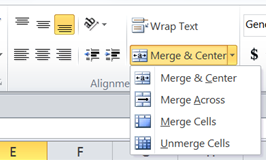 Wrap Text
Gene
Merge & Center
$
Alignme
Merge & Center
Merge Across
Merge Cells
Unmerge Cells
E
F